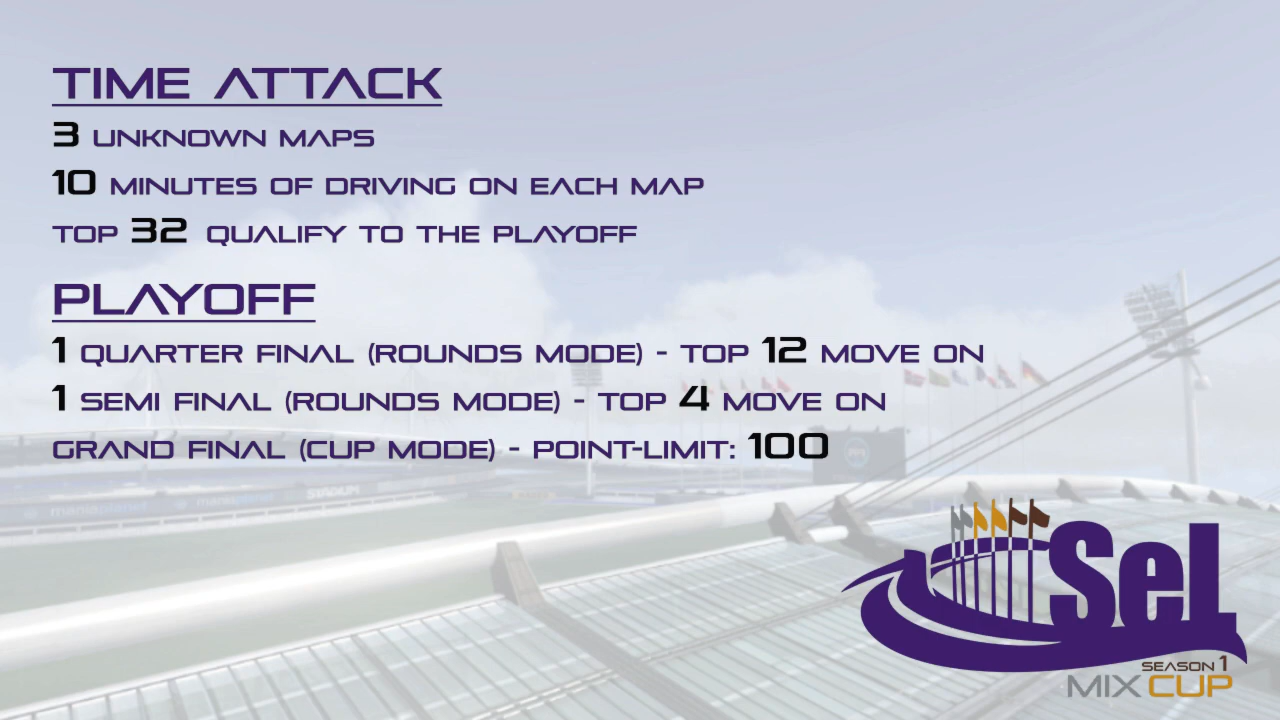 TIME ATTACK
3 UNKNOWN MAPS
10 MINUTES OF DRIVING ON EACH MAP
TOP 32 QUALIFY TO THE PLAYOFF
PLAYOFF
1 QUARTER FINAL (ROUNDS MODE) - TOP 12 MOVE ON
1 SEMI FINAL (ROUNDS MODE) - TOP 4 MOVE ON
GRAND FINAL (CUP MODE) - POINT-LIMIT: 100
STADIUM
maniaplanet
SeL
SEASON 1
MIX CUP